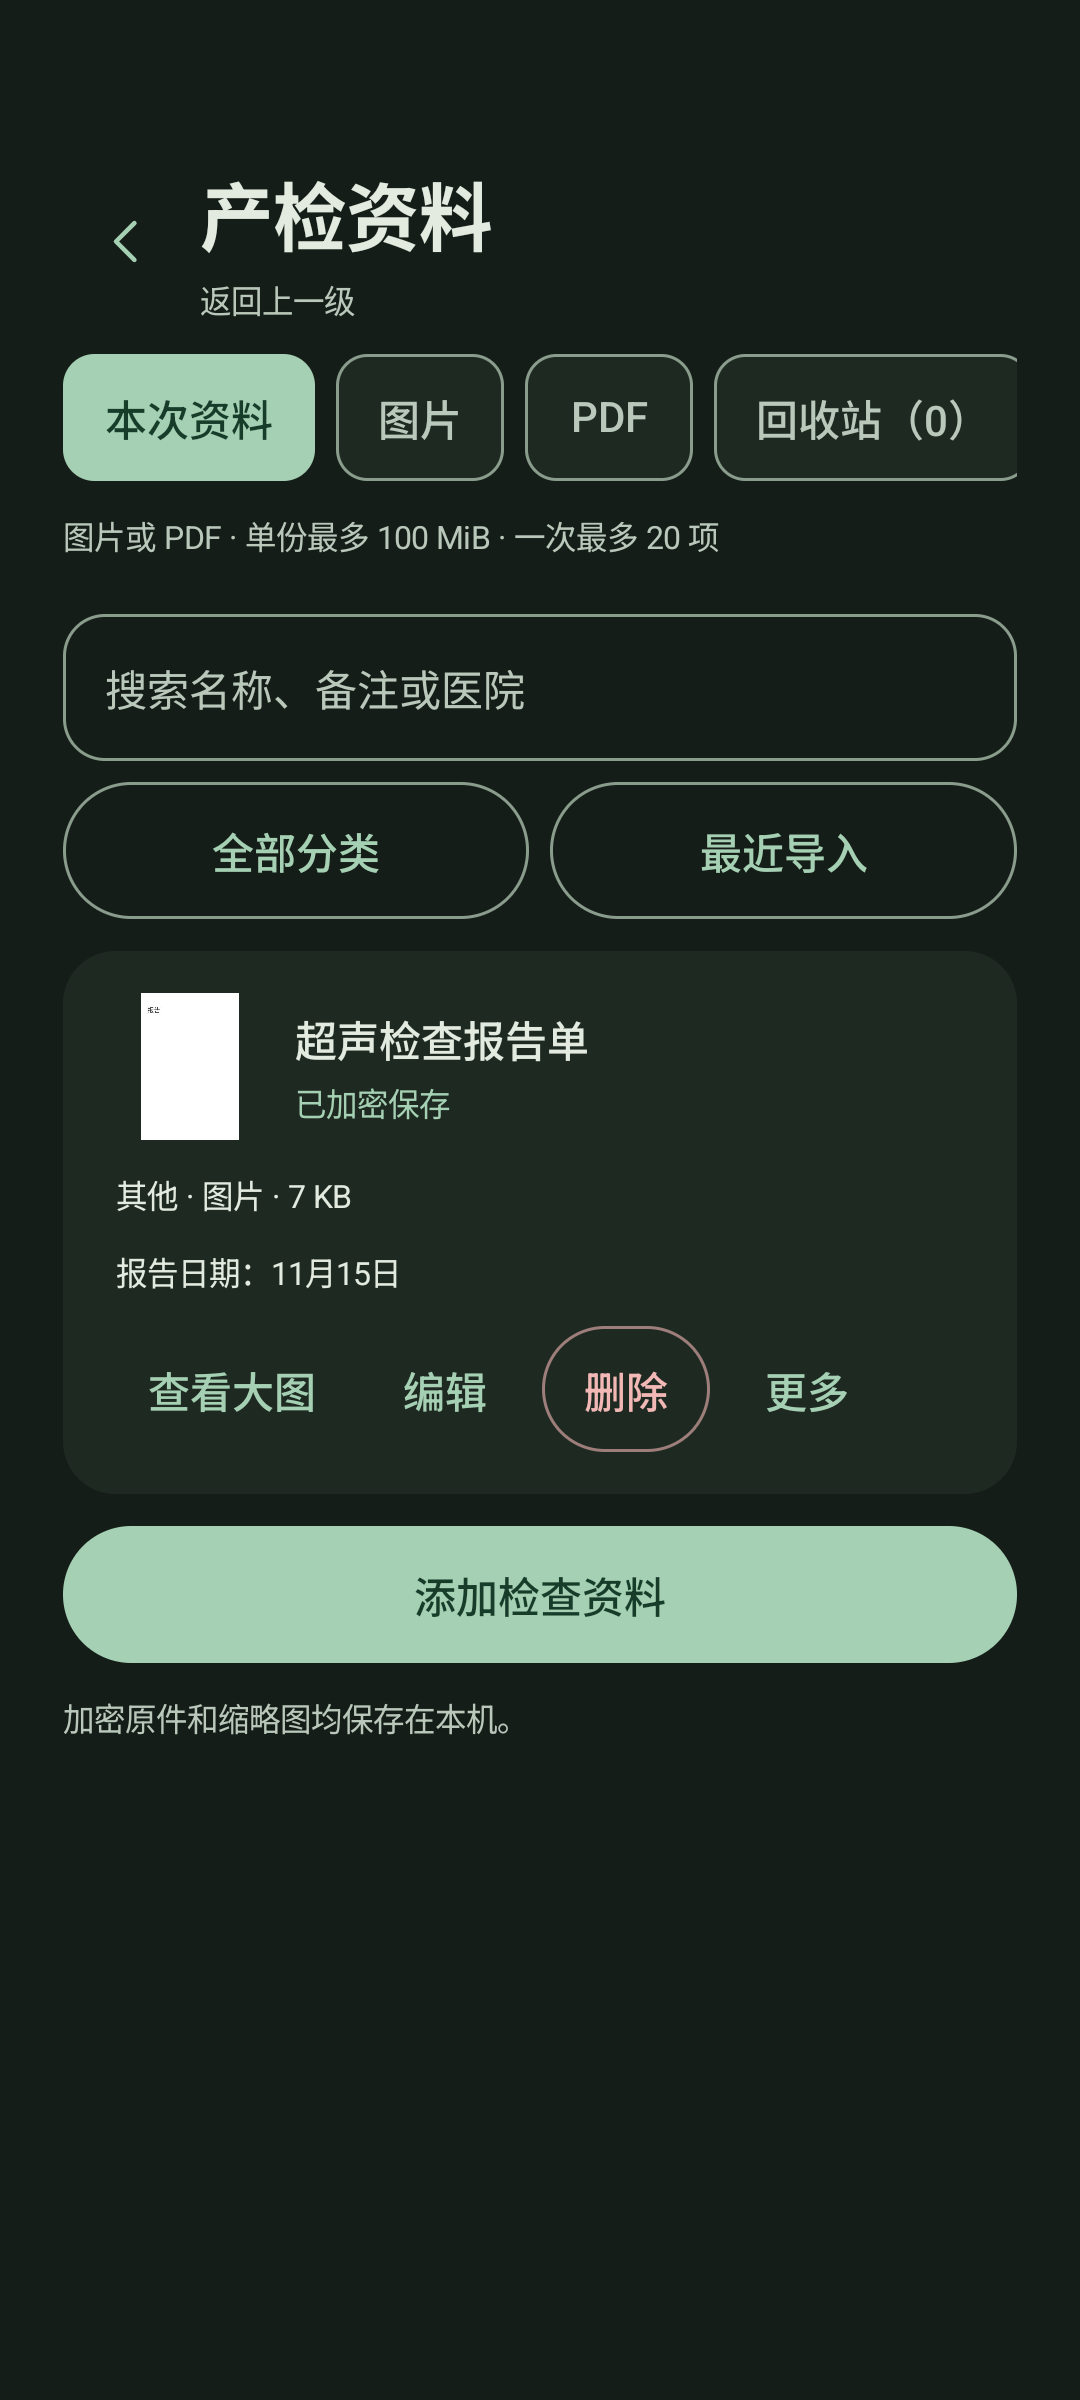 产检资料
返回上一级
本次资料 图片 PDF 回收站（0）
图片或 PDF · 单份最多 100 MiB · 一次最多 20 项
搜索名称、备注或医院
全部分类 最近导入
报告
超声检查报告单
已加密保存
其他 · 图片 · 7 KB
报告日期：11月15日
查看大图 编辑 删除 更多
添加检查资料
加密原件和缩略图均保存在本机。